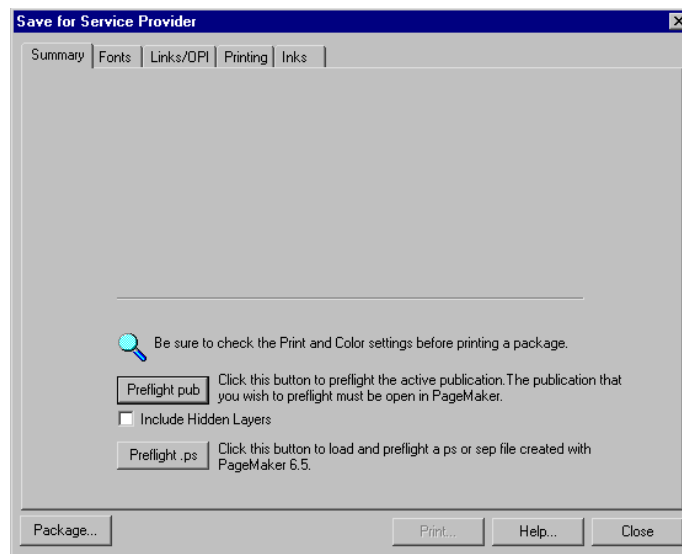 Save for Service Provider
Summary Fonts Links/OPI Printing Inks
Be sure to check the Print and Color settings before printing a package.
Preflight pub
Click this button to preflight the active publication.The publication that
you wish to preflight must be open in PageMaker.
Include Hidden Layers
Preflight .ps
Click this button to load and preflight a ps or sep file created with
PageMaker 6.5.
Package... Print... Help... Close